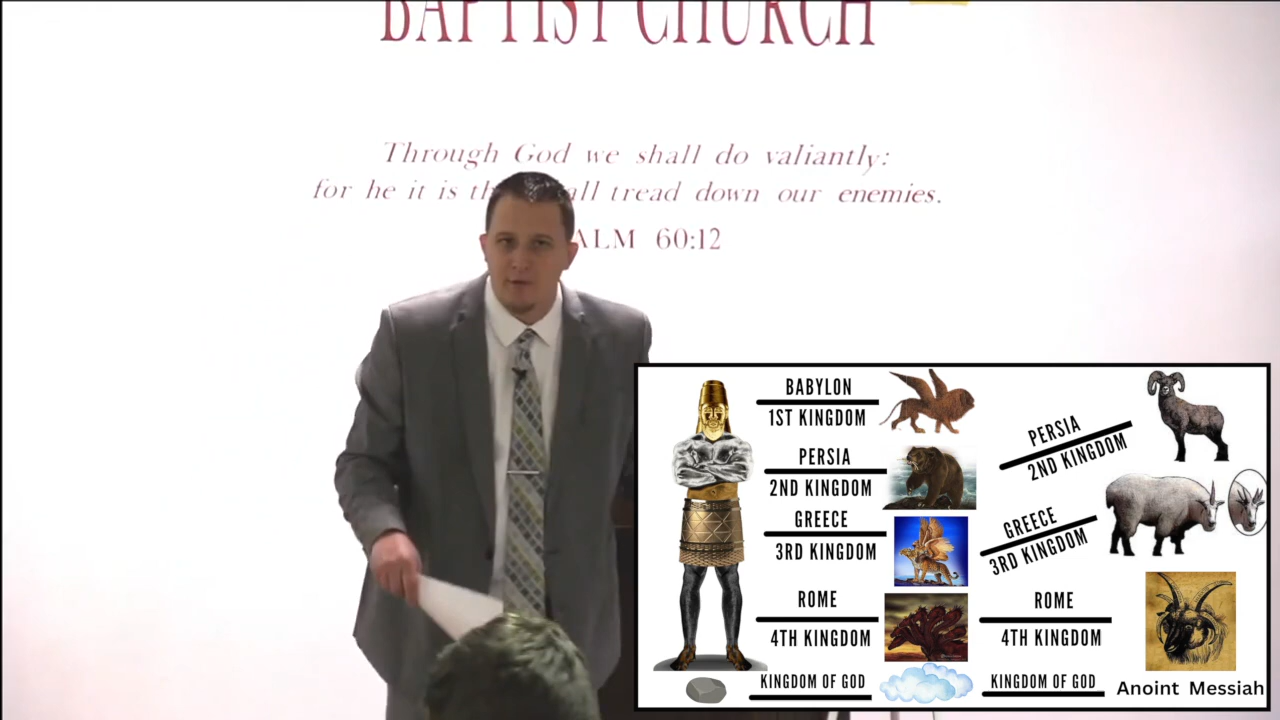 BAPTIST CHURCH
Through God we shall do valiantly:
for he it is all tread down our enemies.
ALM 60:12
BABYLON
1ST KINGDOM
PERSIA
2ND KINGDOM
GREECE
3RD KINGDOM
ROME
4TH KINGDOM
KINGDOM OF GOD
PERSIA
2ND KINGDOM
GREECE
3RD KINGDOM
ROME
4TH KINGDOM
KINGDOM OF GOD
Anoint Messiah